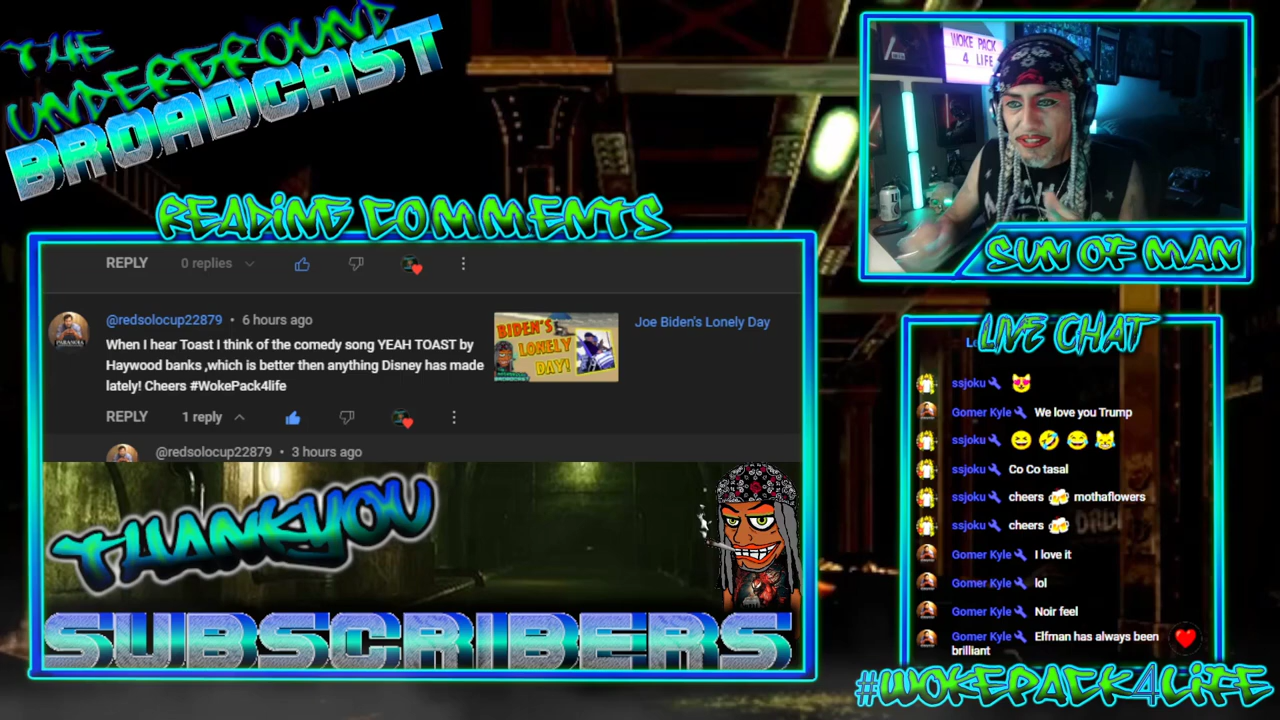 THE
UNDERGROUND
BROADCAST
WOKE PACK
4 LIFE
SUN OF MAN
READING COMMENTS
REPLY 0 replies
@redsolocup22879 • 6 hours ago
When I hear Toast I think of the comedy song YEAH TOAST by
Haywood banks ,which is better then anything Disney has made
lately! Cheers #WokePack4life
BIDEN'S
LONELY
DAY!
Joe Biden's Lonely Day
REPLY 1 reply
@redsolocup22879 • 3 hours ago
THANKYOU
SUBSCRIBERS
LIVE CHAT
ssjoku 😻
Gomer Kyle We love you Trump
ssjoku 😆 🤣 😂 😹
ssjoku Co Co tasal
ssjoku cheers 🍻 mothaflowers
ssjoku cheers 🍻
Gomer Kyle I love it
Gomer Kyle lol
Gomer Kyle Noir feel
Gomer Kyle Elfman has always been
brilliant
#WOKEPACK4LIFE